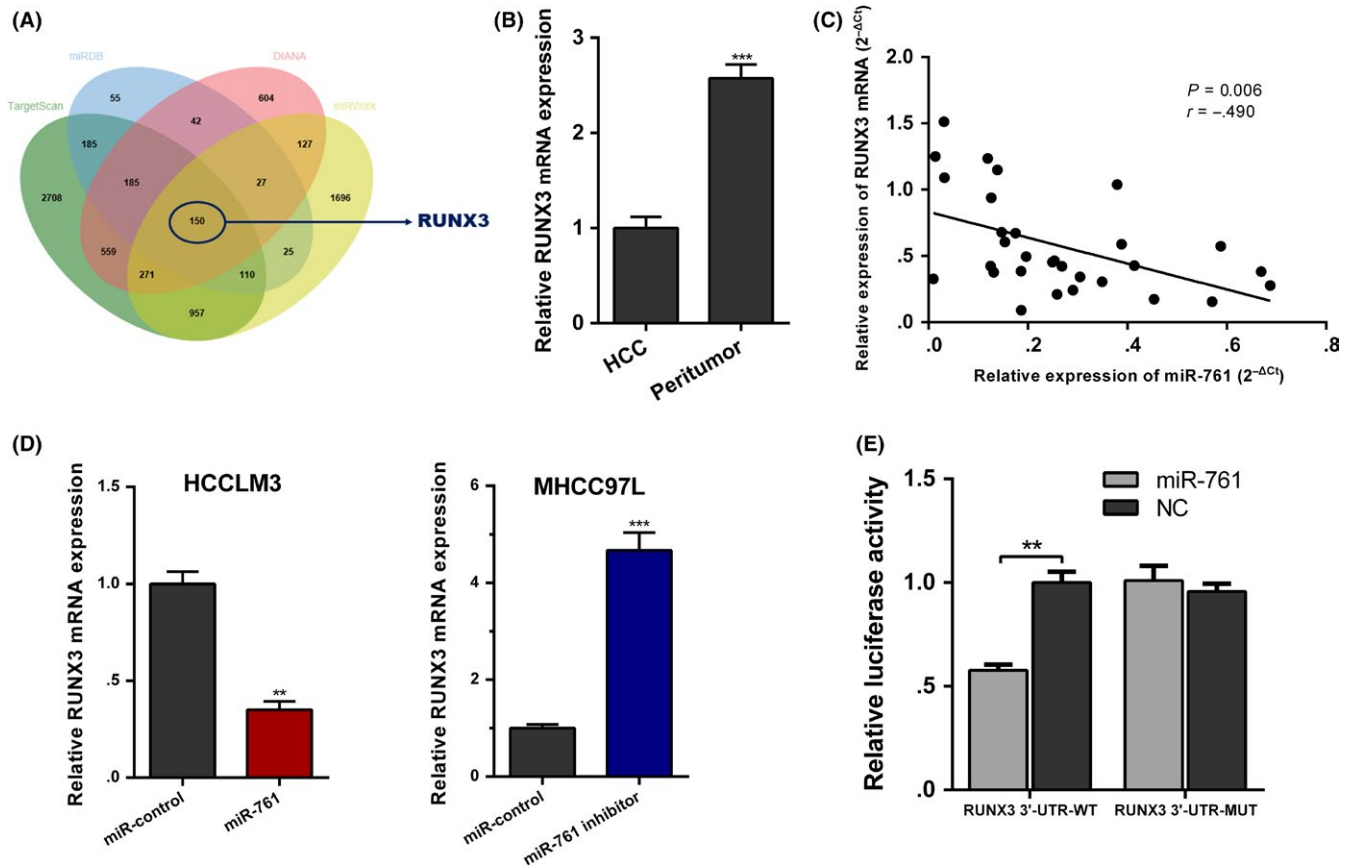 (A)
miRDB
DIANA
TargetScan
miRWalk
55
604
42
185
127
2708
185
27
1696
150
RUNX3
559
25
271
110
957
(B)
Relative RUNX3 mRNA expression
3
2
1
0
***
HCC
Peritumor
(C)
Relative expression of RUNX3 mRNA (2–ΔCt)
2.0
1.5
1.0
.5
.0
P = 0.006
r = –.490
.0 .2 .4 .6 .8
Relative expression of miR-761 (2–ΔCt)
(D)
Relative RUNX3 mRNA expression
HCCLM3
1.5
1.0
.5
.0
**
miR-control
miR-761
Relative RUNX3 mRNA expression
MHCC97L
6
4
2
0
***
miR-control
miR-761 inhibitor
(E)
Relative luciferase activity
1.5
1.0
.5
.0
miR-761
NC
**
RUNX3 3'-UTR-WT RUNX3 3'-UTR-MUT